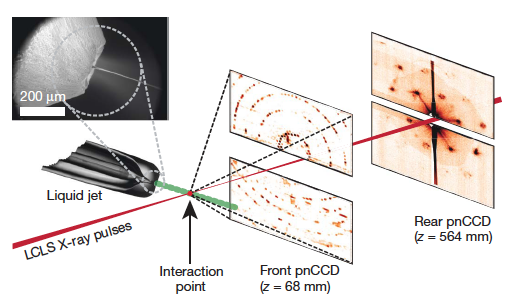 200 μm
Liquid jet
LCLS X-ray pulses
Interaction
point
Front pnCCD
(z = 68 mm)
Rear pnCCD
(z = 564 mm)